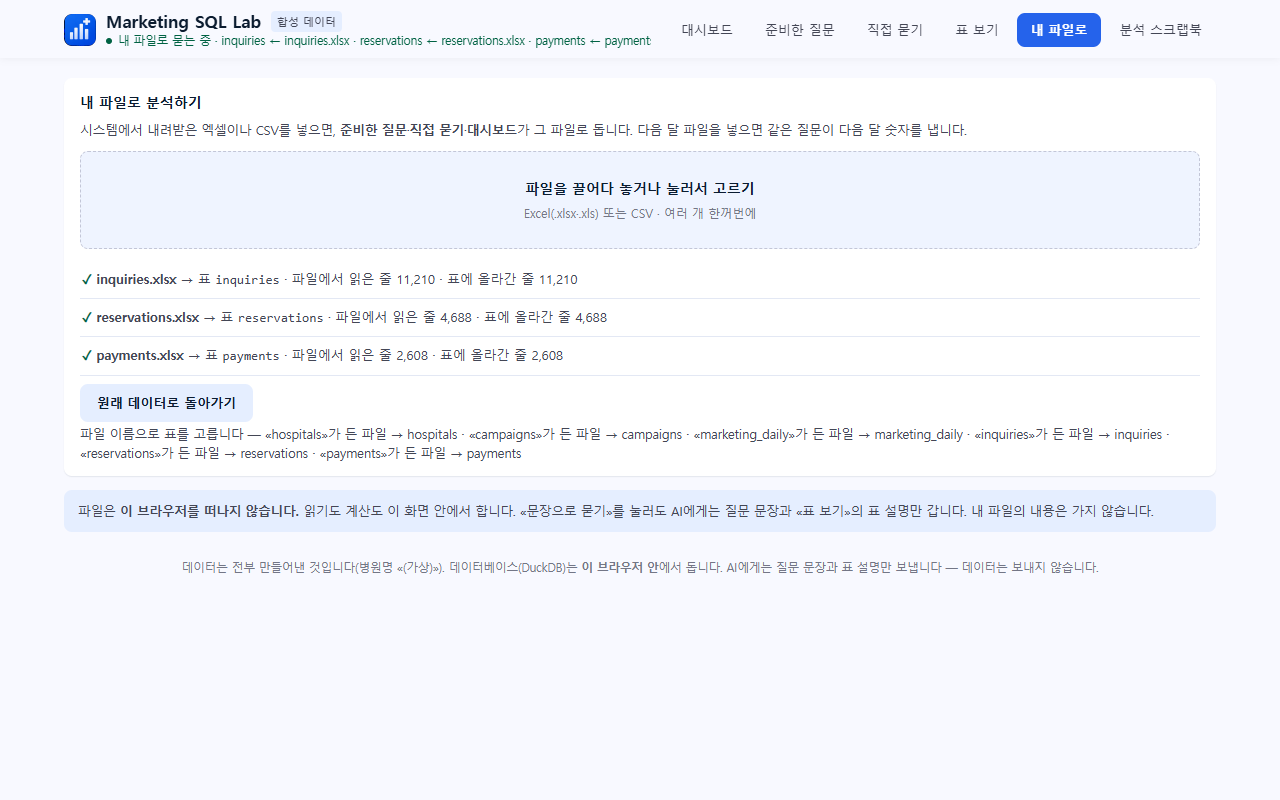 Marketing SQL Lab 합성 데이터
● 내 파일로 묻는 중 · inquiries ← inquiries.xlsx · reservations ← reservations.xlsx · payments ← payment
대시보드 준비한 질문 직접 묻기 표 보기 내 파일로 분석 스크랩북
내 파일로 분석하기
시스템에서 내려받은 엑셀이나 CSV를 넣으면, 준비한 질문·직접 묻기·대시보드가 그 파일로 돕니다. 다음 달 파일을 넣으면 같은 질문이 다음 달 숫자를 냅니다.
파일을 끌어다 놓거나 눌러서 고르기
Excel(.xlsx·.xls) 또는 CSV · 여러 개 한꺼번에
✓ inquiries.xlsx → 표 inquiries · 파일에서 읽은 줄 11,210 · 표에 올라간 줄 11,210
✓ reservations.xlsx → 표 reservations · 파일에서 읽은 줄 4,688 · 표에 올라간 줄 4,688
✓ payments.xlsx → 표 payments · 파일에서 읽은 줄 2,608 · 표에 올라간 줄 2,608
원래 데이터로 돌아가기
파일 이름으로 표를 고릅니다 — «hospitals»가 든 파일 → hospitals · «campaigns»가 든 파일 → campaigns · «marketing_daily»가 든 파일 → marketing_daily · «inquiries»가 든 파일 → inquiries ·
«reservations»가 든 파일 → reservations · «payments»가 든 파일 → payments
파일은 이 브라우저를 떠나지 않습니다. 읽기도 계산도 이 화면 안에서 합니다. «문장으로 묻기»를 눌러도 AI에게는 질문 문장과 «표 보기»의 표 설명만 갑니다. 내 파일의 내용은 가지 않습니다.
데이터는 전부 만들어낸 것입니다(병원명 «(가상)»). 데이터베이스(DuckDB)는 이 브라우저 안에서 돕니다. AI에게는 질문 문장과 표 설명만 보냅니다 — 데이터는 보내지 않습니다.